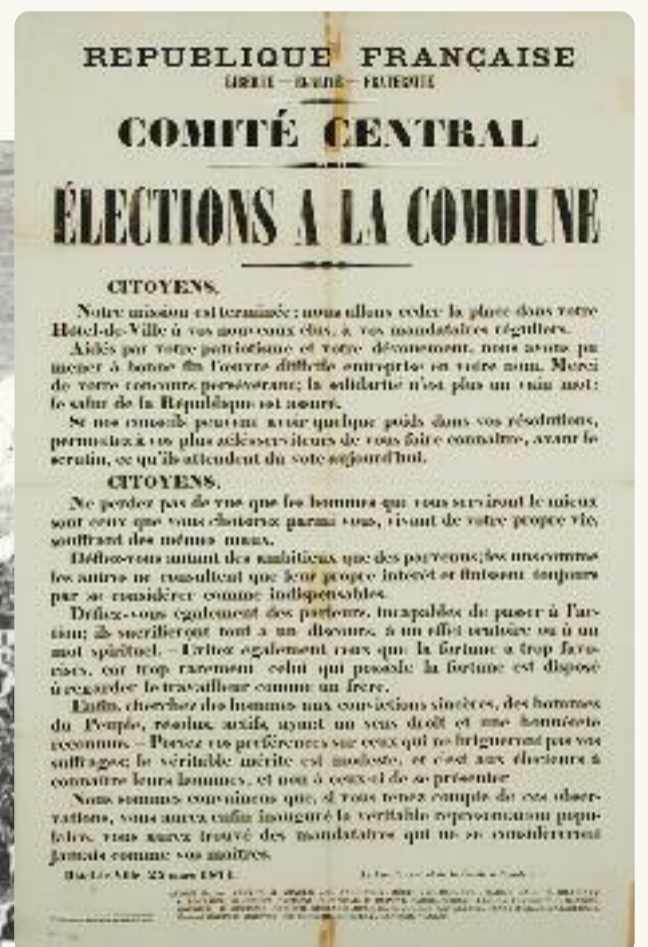 REPUBLIQUE FRANÇAISE
LIBERTÉ — EGALITÉ — FRATERNITÉ
COMITÉ CENTRAL
ÉLECTIONS A LA COMMUNE
CITOYENS,
Notre mission est terminée ; nous allons céder la place dans votre
Hôtel-de-Ville à vos nouveaux élus, à vos mandataires réguliers.
Aidés par votre patriotisme et votre dévouement, nous avons pu
mener à bonne fin l'œuvre difficile entreprise en votre nom. Merci
de votre concours persévérant ; la solidarité n'est plus un vain mot :
le salut de la République est assuré.
Si nos conseils peuvent avoir quelque poids dans vos résolutions,
permettez à vos plus zélés serviteurs de vous faire connaître, avant le
scrutin, ce qu'ils attendent du vote aujourd'hui.
CITOYENS,
Ne perdez pas de vue que les hommes qui vous serviront le mieux
sont ceux que vous choisirez parmi vous, vivant de votre propre vie,
souffrant des mêmes maux.
Défiez-vous autant des ambitieux que des parvenus ; les uns comme
les autres ne consultent que leur propre intérêt et finissent toujours
par se considérer comme indispensables.
Défiez-vous également des parleurs, incapables de passer à l'ac-
tion ; ils sacrifieront tout à un discours, à un effet oratoire ou à un
mot spirituel. — Evitez également ceux que la fortune a trop favo-
risés, car trop rarement celui qui possède la fortune est disposé
à regarder le travailleur comme un frère.
Enfin, cherchez des hommes aux convictions sincères, des hommes
du Peuple, résolus, actifs, ayant un sens droit et une honnêteté
reconnue. — Portez vos préférences sur ceux qui ne brigueront pas vos
suffrages ; le véritable mérite est modeste, et c'est aux électeurs à
connaître leurs hommes, et non à ceux-ci de se présenter.
Nous sommes convaincus que, si vous tenez compte de ces obser-
vations, vous aurez enfin inauguré la véritable représentation popu-
laire, vous aurez trouvé des mandataires qui ne se considéreront
jamais comme vos maîtres.
25 mars 1871